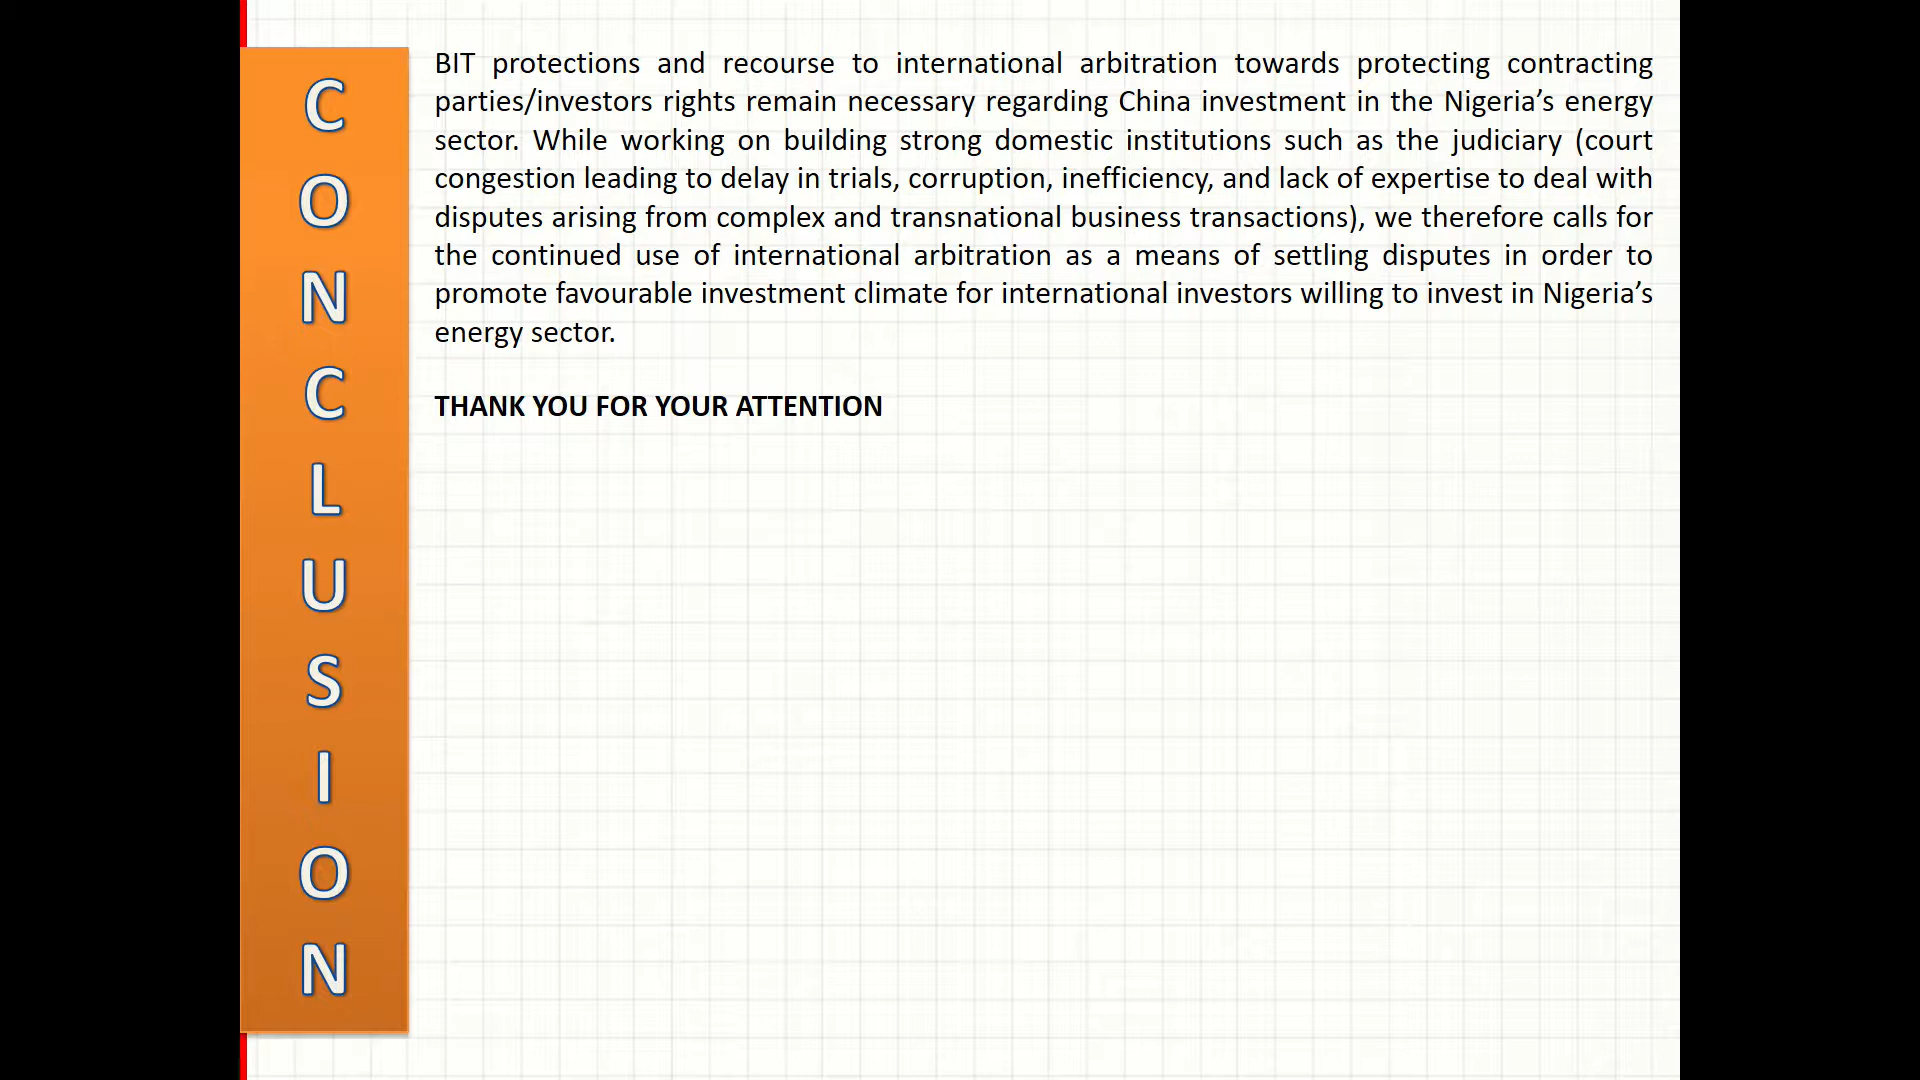 CONCLUSION
BIT protections and recourse to international arbitration towards protecting contracting
parties/investors rights remain necessary regarding China investment in the Nigeria’s energy
sector. While working on building strong domestic institutions such as the judiciary (court
congestion leading to delay in trials, corruption, inefficiency, and lack of expertise to deal with
disputes arising from complex and transnational business transactions), we therefore calls for
the continued use of international arbitration as a means of settling disputes in order to
promote favourable investment climate for international investors willing to invest in Nigeria’s
energy sector.
THANK YOU FOR YOUR ATTENTION